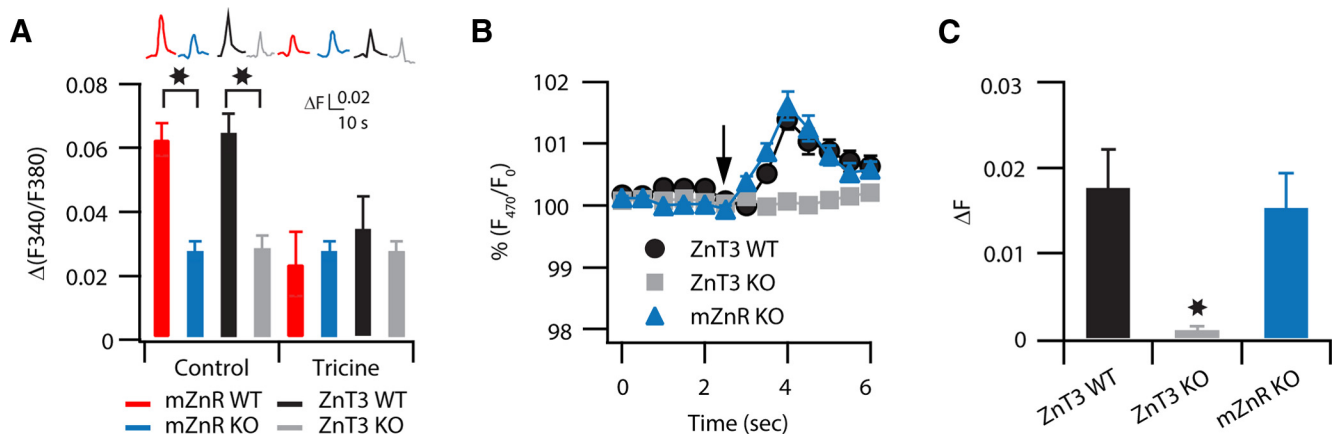 A
Δ(F340/F380)
0.08
0.06
0.04
0.02
0
ΔF
0.02
10 s
Control
Tricine
mZnR WT
mZnR KO
ZnT3 WT
ZnT3 KO
B
% (F470/F0)
102
101
100
99
98
ZnT3 WT
ZnT3 KO
mZnR KO
0 2 4 6
Time (sec)
C
ΔF
0.03
0.02
0.01
0
ZnT3 WT
ZnT3 KO
mZnR KO